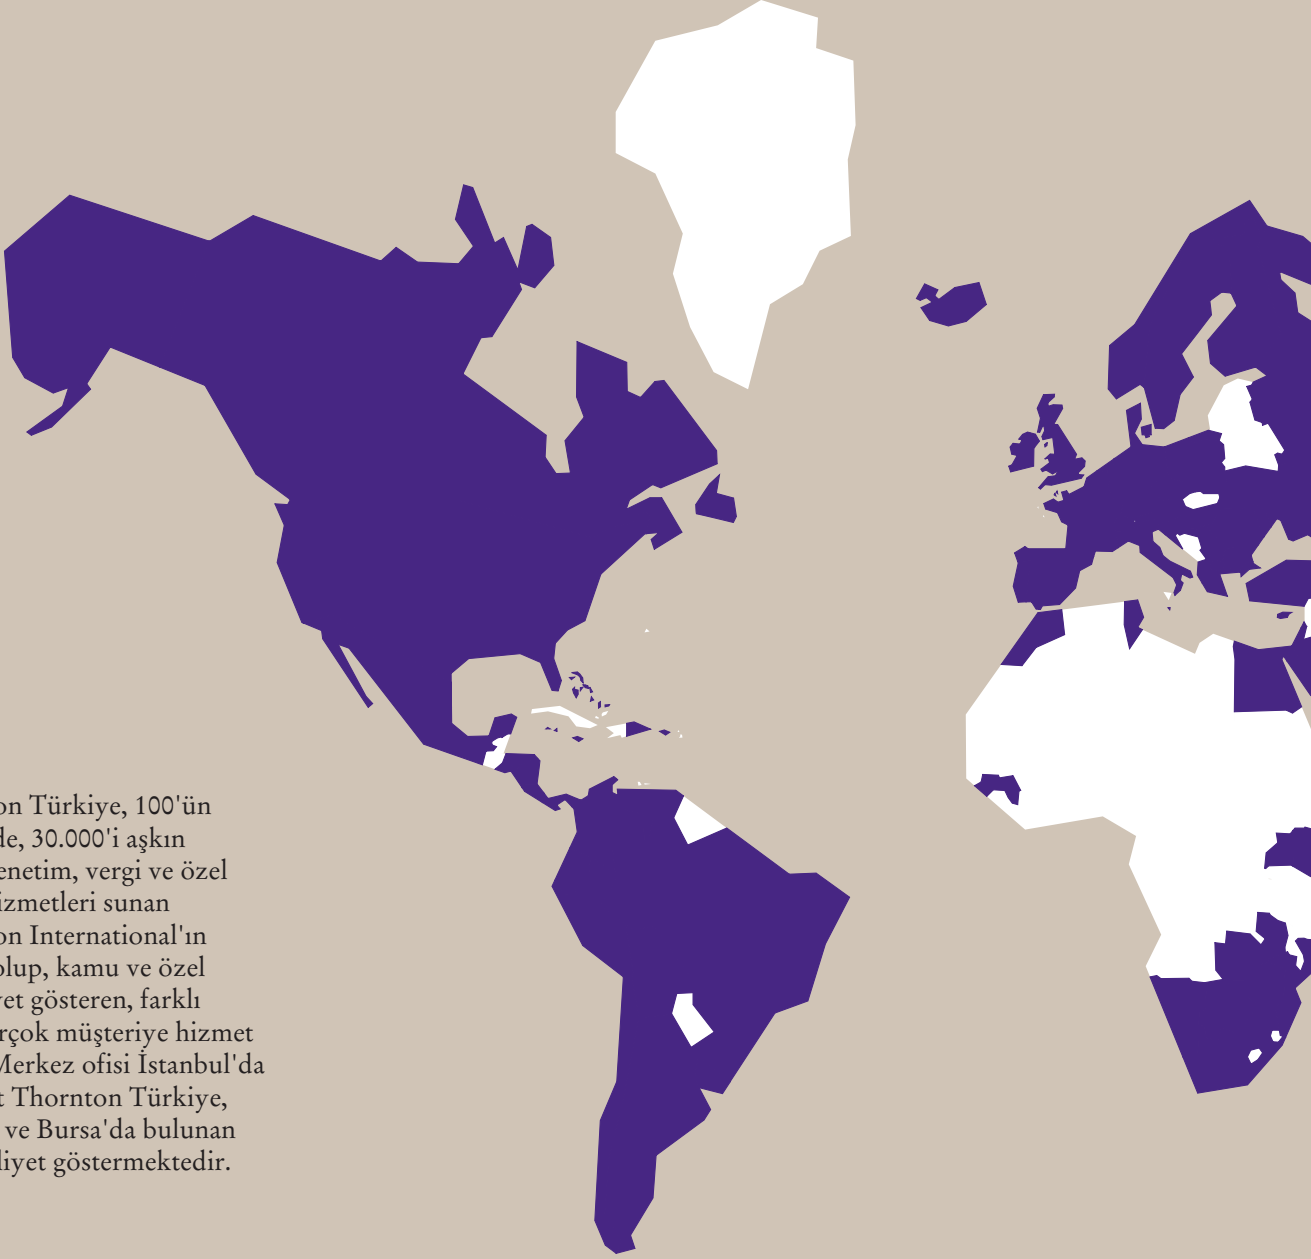 on Türkiye, 100'ün
de, 30.000'i aşkın
enetim, vergi ve özel
izmetleri sunan
on International'ın
olup, kamu ve özel
yet gösteren, farklı
rçok müşteriye hizmet
Merkez ofisi İstanbul'da
t Thornton Türkiye,
ve Bursa'da bulunan
liyet göstermektedir.